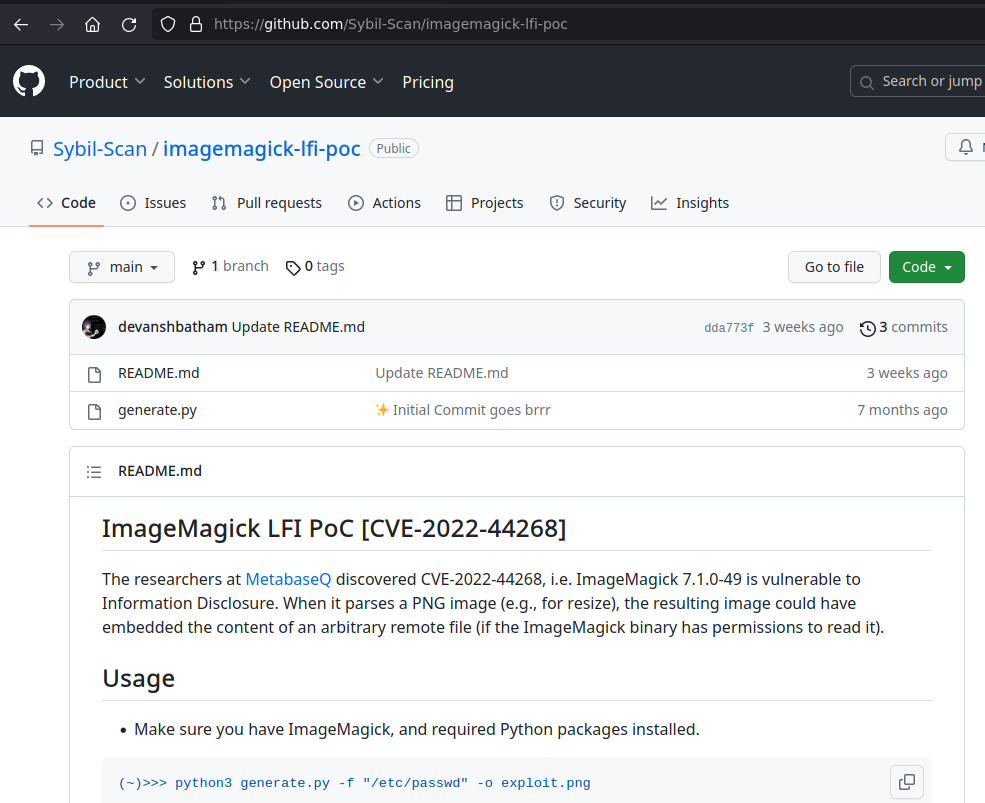 https://github.com/Sybil-Scan/imagemagick-lfi-poc
Product Solutions Open Source Pricing Search or jump
Sybil-Scan / imagemagick-lfi-poc Public
Code Issues Pull requests Actions Projects Security Insights
main 1 branch 0 tags Go to file Code
devanshbatham Update README.md dda773f 3 weeks ago 3 commits
README.md Update README.md 3 weeks ago
generate.py ✨ Initial Commit goes brrr 7 months ago
README.md
ImageMagick LFI PoC [CVE-2022-44268]
The researchers at MetabaseQ discovered CVE-2022-44268, i.e. ImageMagick 7.1.0-49 is vulnerable to
Information Disclosure. When it parses a PNG image (e.g., for resize), the resulting image could have
embedded the content of an arbitrary remote file (if the ImageMagick binary has permissions to read it).
Usage
• Make sure you have ImageMagick, and required Python packages installed.
(~)>>> python3 generate.py -f "/etc/passwd" -o exploit.png